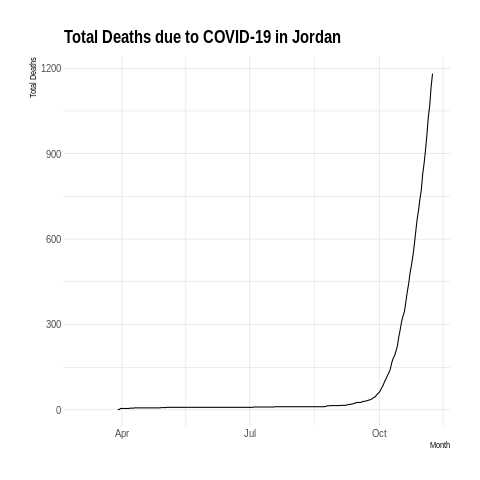 Total Deaths due to COVID-19 in Jordan
Total Deaths
1200
900
600
300
0
Apr Jul Oct
Month